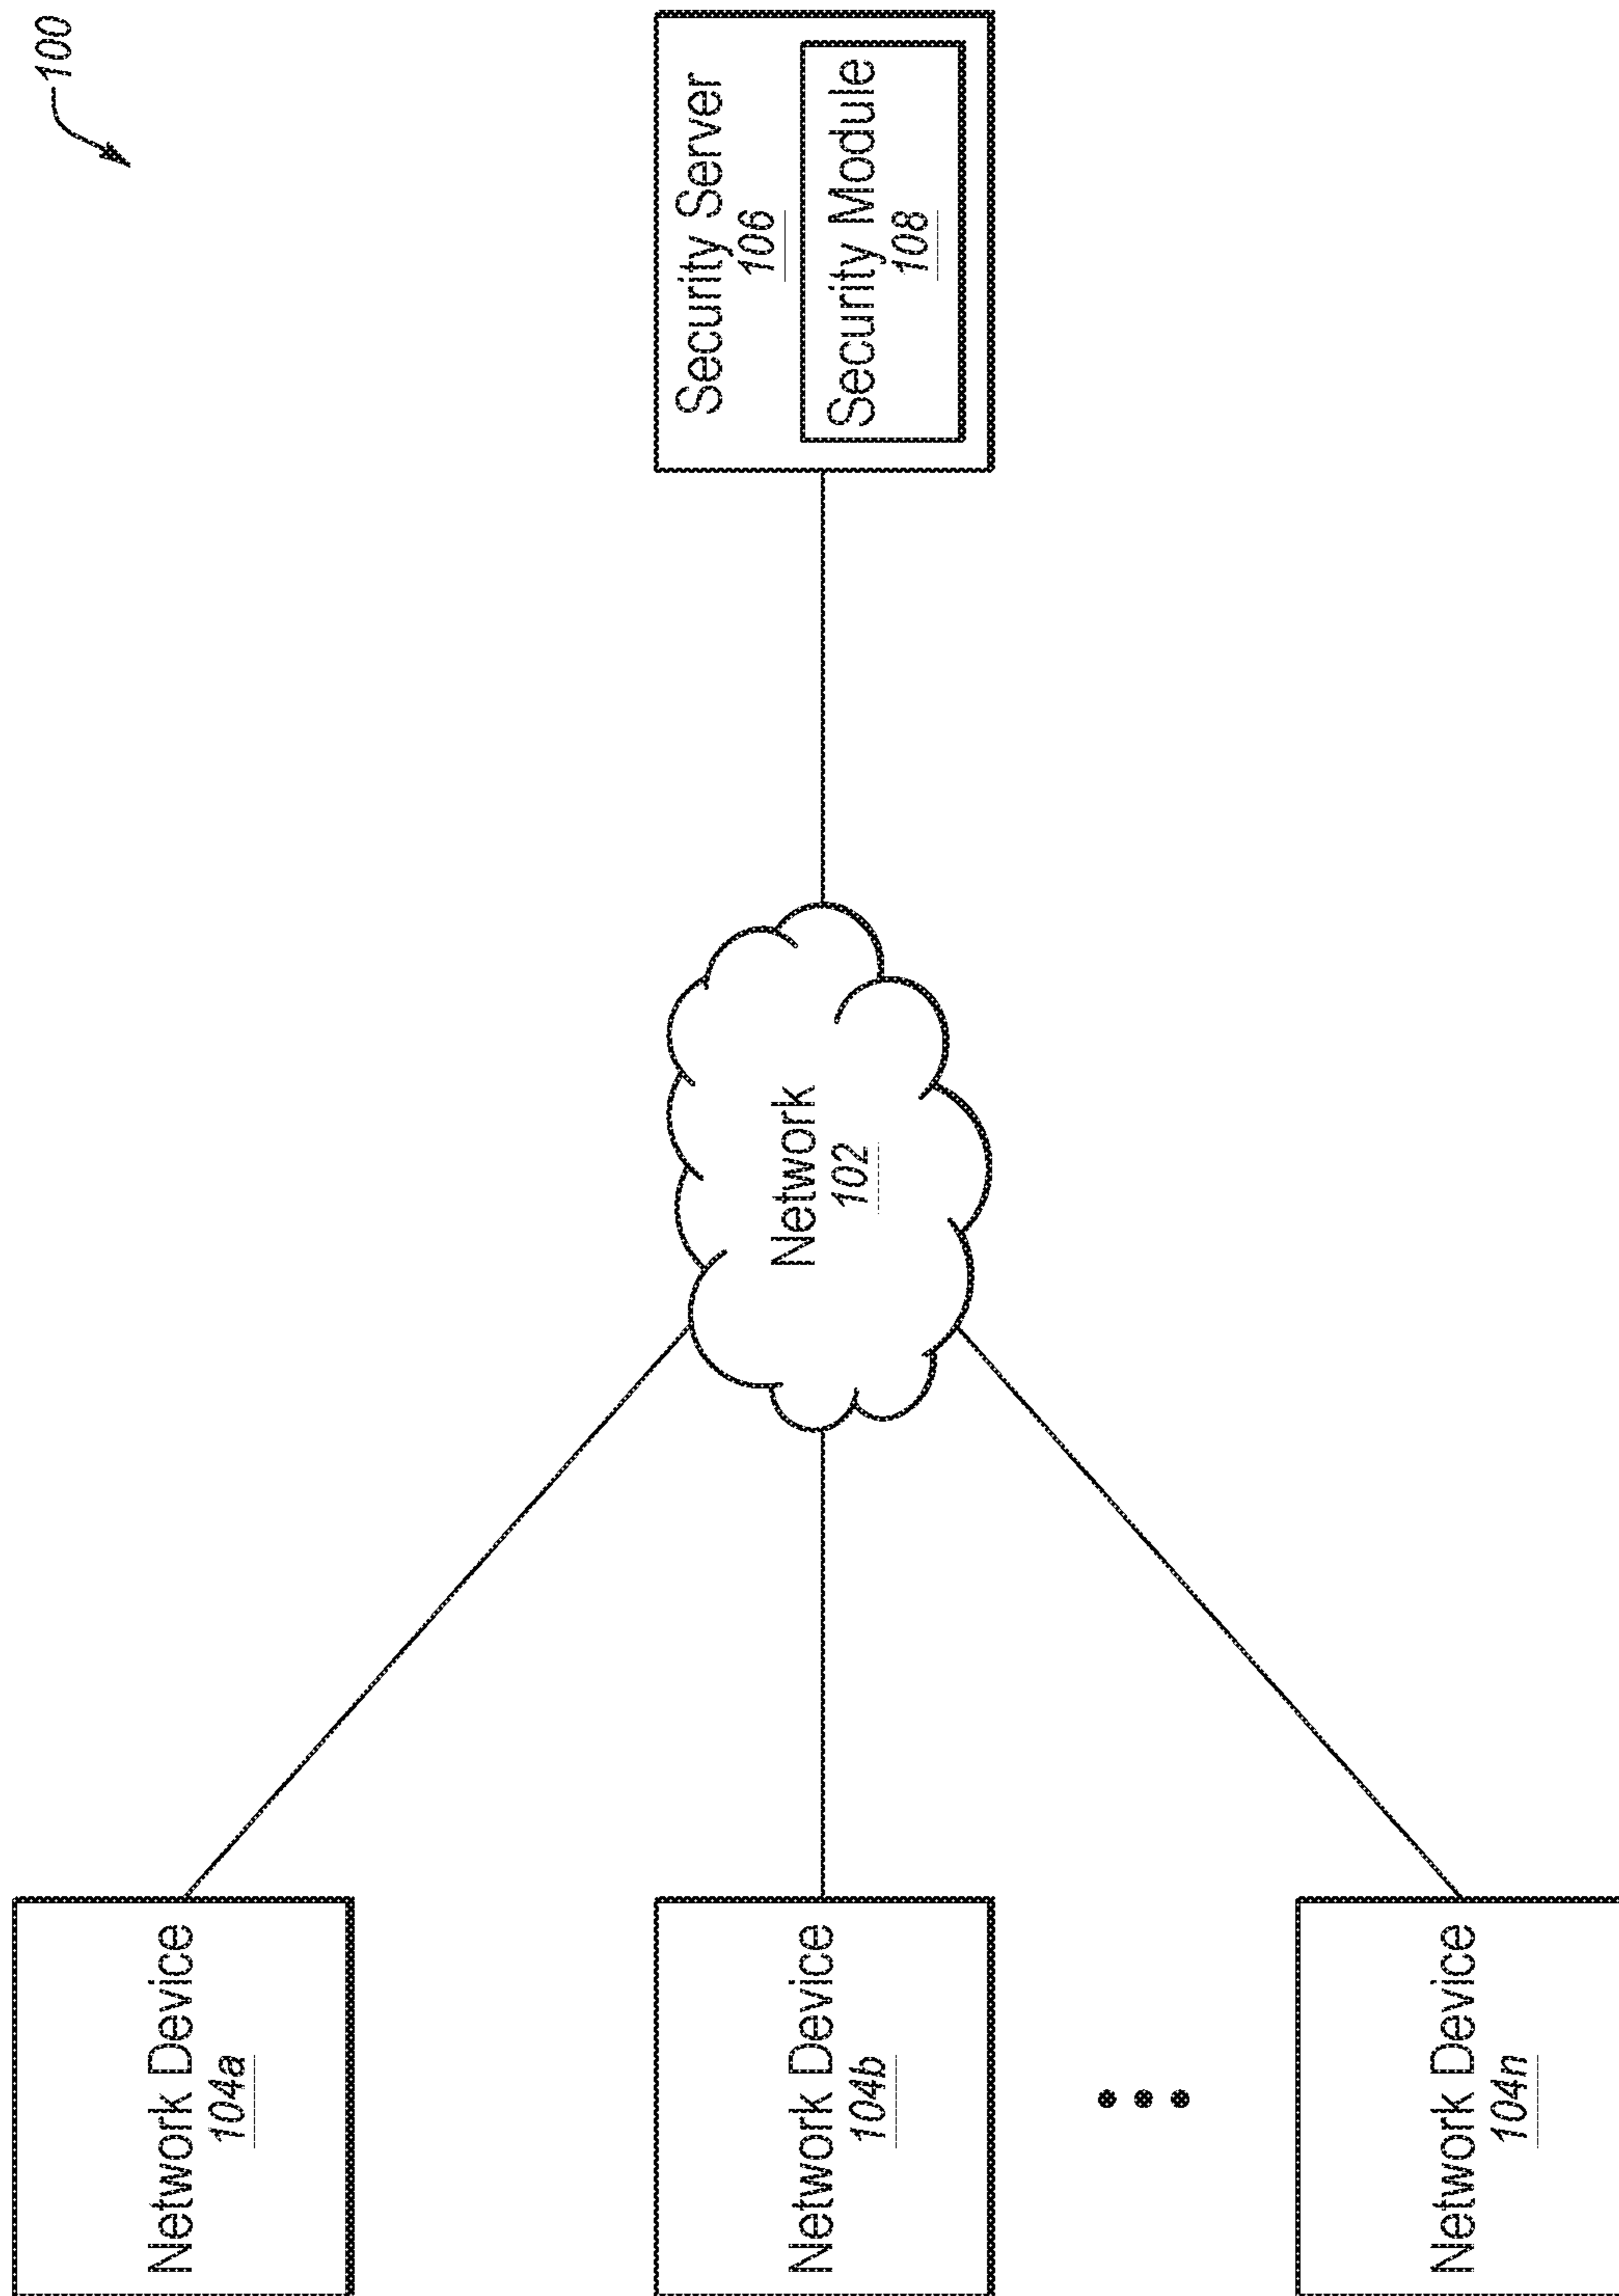 100
Network Device
104a
Network Device
104b
Network
102
Security Server
106
Security Module
108
Network Device
104n